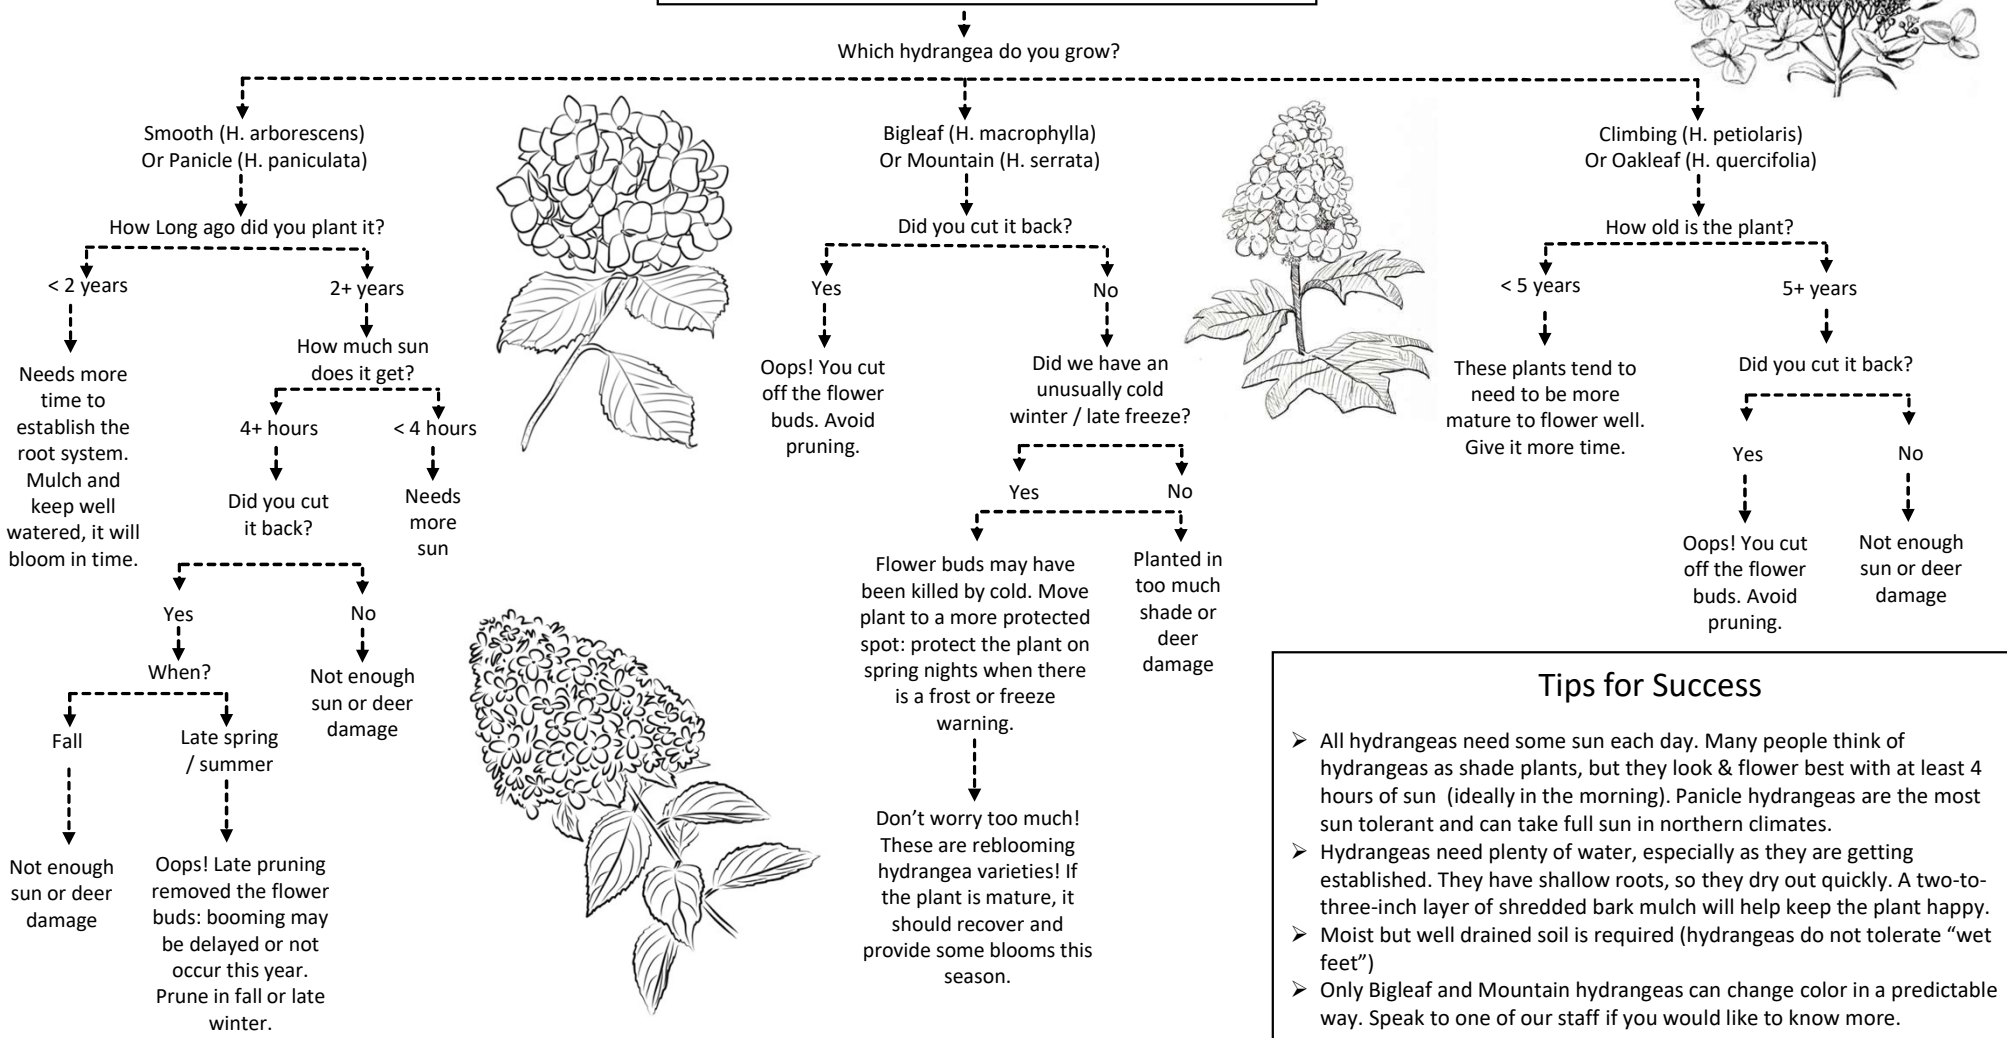 Which hydrangea do you grow?
Smooth (H. arborescens)
Or Panicle (H. paniculata)
How Long ago did you plant it?
< 2 years
Needs more
time to
establish the
root system.
Mulch and
keep well
watered, it will
bloom in time.
2+ years
How much sun
does it get?
4+ hours
< 4 hours
Needs
more
sun
Did you cut
it back?
Yes
No
Not enough
sun or deer
damage
When?
Fall
Not enough
sun or deer
damage
Late spring
/ summer
Oops! Late pruning
removed the flower
buds: booming may
be delayed or not
occur this year.
Prune in fall or late
winter.
Bigleaf (H. macrophylla)
Or Mountain (H. serrata)
Did you cut it back?
Yes
Oops! You cut
off the flower
buds. Avoid
pruning.
No
Did we have an
unusually cold
winter / late freeze?
Yes
No
Flower buds may have
been killed by cold. Move
plant to a more protected
spot: protect the plant on
spring nights when there
is a frost or freeze
warning.
Don’t worry too much!
These are reblooming
hydrangea varieties! If
the plant is mature, it
should recover and
provide some blooms this
season.
Planted in
too much
shade or
deer
damage
Climbing (H. petiolaris)
Or Oakleaf (H. quercifolia)
How old is the plant?
< 5 years
These plants tend to
need to be more
mature to flower well.
Give it more time.
5+ years
Did you cut it back?
Yes
Oops! You cut
off the flower
buds. Avoid
pruning.
No
Not enough
sun or deer
damage
Tips for Success
➢ All hydrangeas need some sun each day. Many people think of
hydrangeas as shade plants, but they look & flower best with at least 4
hours of sun (ideally in the morning). Panicle hydrangeas are the most
sun tolerant and can take full sun in northern climates.
➢ Hydrangeas need plenty of water, especially as they are getting
established. They have shallow roots, so they dry out quickly. A two-to-
three-inch layer of shredded bark mulch will help keep the plant happy.
➢ Moist but well drained soil is required (hydrangeas do not tolerate “wet
feet”)
➢ Only Bigleaf and Mountain hydrangeas can change color in a predictable
way. Speak to one of our staff if you would like to know more.